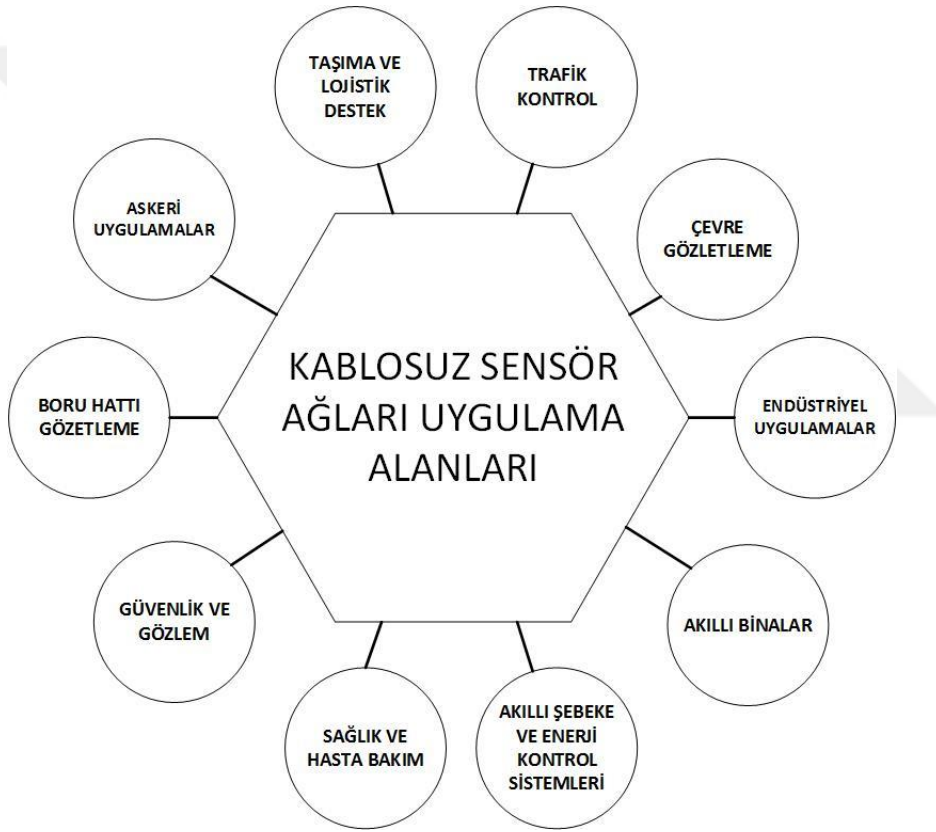 TAŞIMA VE
LOJİSTİK
DESTEK
TRAFİK
KONTROL
ASKERİ
UYGULAMALAR
ÇEVRE
GÖZLETLEME
KABLOSUZ SENSÖR
AĞLARI UYGULAMA
ALANLARI
BORU HATTI
GÖZETLEME
ENDÜSTRİYEL
UYGULAMALAR
GÜVENLİK VE
GÖZLEM
AKILLI BİNALAR
SAĞLIK VE
HASTA BAKIM
AKILLI ŞEBEKE
VE ENERJİ
KONTROL
SİSTEMLERİ